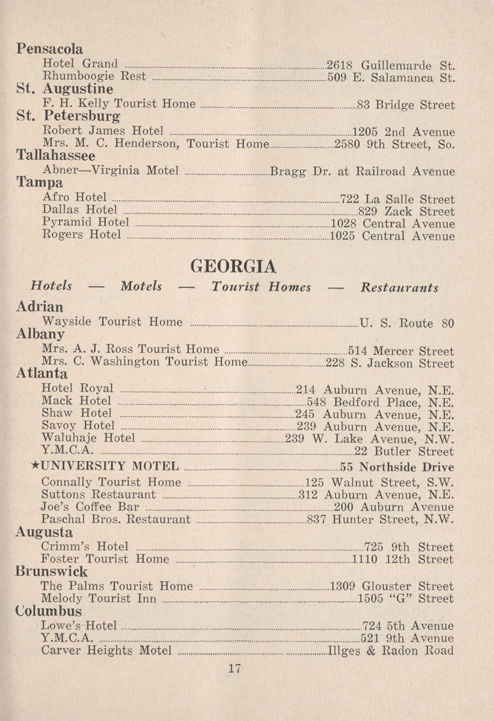 Pensacola
Hotel Grand 2618 Guillemarde St.
Rhumboogie Rest 509 E. Salamanca St.
St. Augustine
F. H. Kelly Tourist Home 83 Bridge Street
St. Petersburg
Robert James Hotel 1205 2nd Avenue
Mrs. M. C. Henderson, Tourist Home 2580 9th Street, So.
Tallahassee
Abner—Virginia Motel Bragg Dr. at Railroad Avenue
Tampa
Afro Hotel 722 La Salle Street
Dallas Hotel 829 Zack Street
Pyramid Hotel 1028 Central Avenue
Rogers Hotel 1025 Central Avenue
GEORGIA
Hotels — Motels — Tourist Homes — Restaurants
Adrian
Wayside Tourist Home U. S. Route 80
Albany
Mrs. A. J. Ross Tourist Home 514 Mercer Street
Mrs. C. Washington Tourist Home 228 S. Jackson Street
Atlanta
Hotel Royal 214 Auburn Avenue, N.E.
Mack Hotel 548 Bedford Place, N.E.
Shaw Hotel 245 Auburn Avenue, N.E.
Savoy Hotel 239 Auburn Avenue, N.E.
Waluhaje Hotel 239 W. Lake Avenue, N.W.
Y.M.C.A. 22 Butler Street
★UNIVERSITY MOTEL 55 Northside Drive
Connally Tourist Home 125 Walnut Street, S.W.
Suttons Restaurant 312 Auburn Avenue, N.E.
Joe's Coffee Bar 200 Auburn Avenue
Paschal Bros. Restaurant 837 Hunter Street, N.W.
Augusta
Crimm's Hotel 725 9th Street
Foster Tourist Home 1110 12th Street
Brunswick
The Palms Tourist Home 1309 Glouster Street
Melody Tourist Inn 1505 “G” Street
Columbus
Lowe's Hotel 724 5th Avenue
Y.M.C.A. 521 9th Avenue
Carver Heights Motel Illges & Radon Road
17